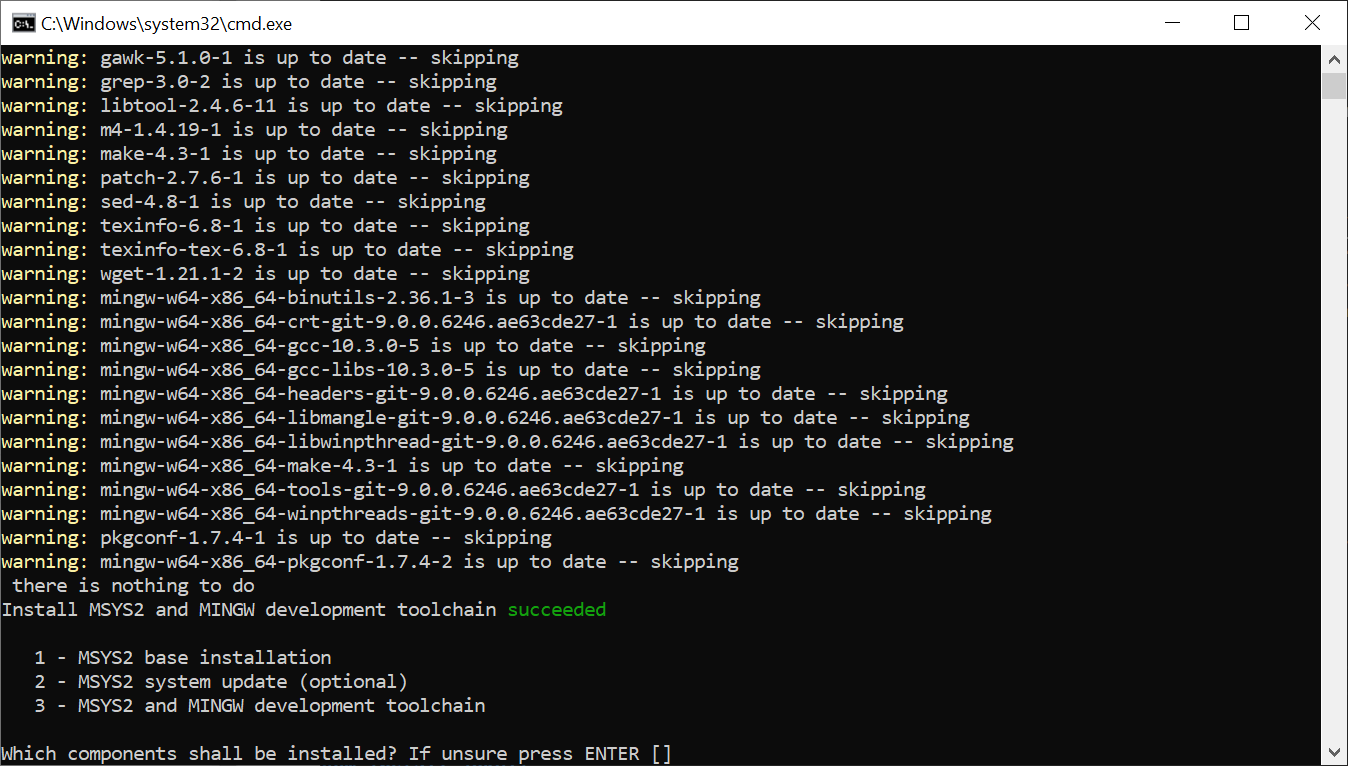 C:\Windows\system32\cmd.exe
warning: gawk-5.1.0-1 is up to date -- skipping
warning: grep-3.0-2 is up to date -- skipping
warning: libtool-2.4.6-11 is up to date -- skipping
warning: m4-1.4.19-1 is up to date -- skipping
warning: make-4.3-1 is up to date -- skipping
warning: patch-2.7.6-1 is up to date -- skipping
warning: sed-4.8-1 is up to date -- skipping
warning: texinfo-6.8-1 is up to date -- skipping
warning: texinfo-tex-6.8-1 is up to date -- skipping
warning: wget-1.21.1-2 is up to date -- skipping
warning: mingw-w64-x86_64-binutils-2.36.1-3 is up to date -- skipping
warning: mingw-w64-x86_64-crt-git-9.0.0.6246.ae63cde27-1 is up to date -- skipping
warning: mingw-w64-x86_64-gcc-10.3.0-5 is up to date -- skipping
warning: mingw-w64-x86_64-gcc-libs-10.3.0-5 is up to date -- skipping
warning: mingw-w64-x86_64-headers-git-9.0.0.6246.ae63cde27-1 is up to date -- skipping
warning: mingw-w64-x86_64-libmangle-git-9.0.0.6246.ae63cde27-1 is up to date -- skipping
warning: mingw-w64-x86_64-libwinpthread-git-9.0.0.6246.ae63cde27-1 is up to date -- skipping
warning: mingw-w64-x86_64-make-4.3-1 is up to date -- skipping
warning: mingw-w64-x86_64-tools-git-9.0.0.6246.ae63cde27-1 is up to date -- skipping
warning: mingw-w64-x86_64-winpthreads-git-9.0.0.6246.ae63cde27-1 is up to date -- skipping
warning: pkgconf-1.7.4-1 is up to date -- skipping
warning: mingw-w64-x86_64-pkgconf-1.7.4-2 is up to date -- skipping
 there is nothing to do
Install MSYS2 and MINGW development toolchain succeeded
   1 - MSYS2 base installation
   2 - MSYS2 system update (optional)
   3 - MSYS2 and MINGW development toolchain
Which components shall be installed? If unsure press ENTER []